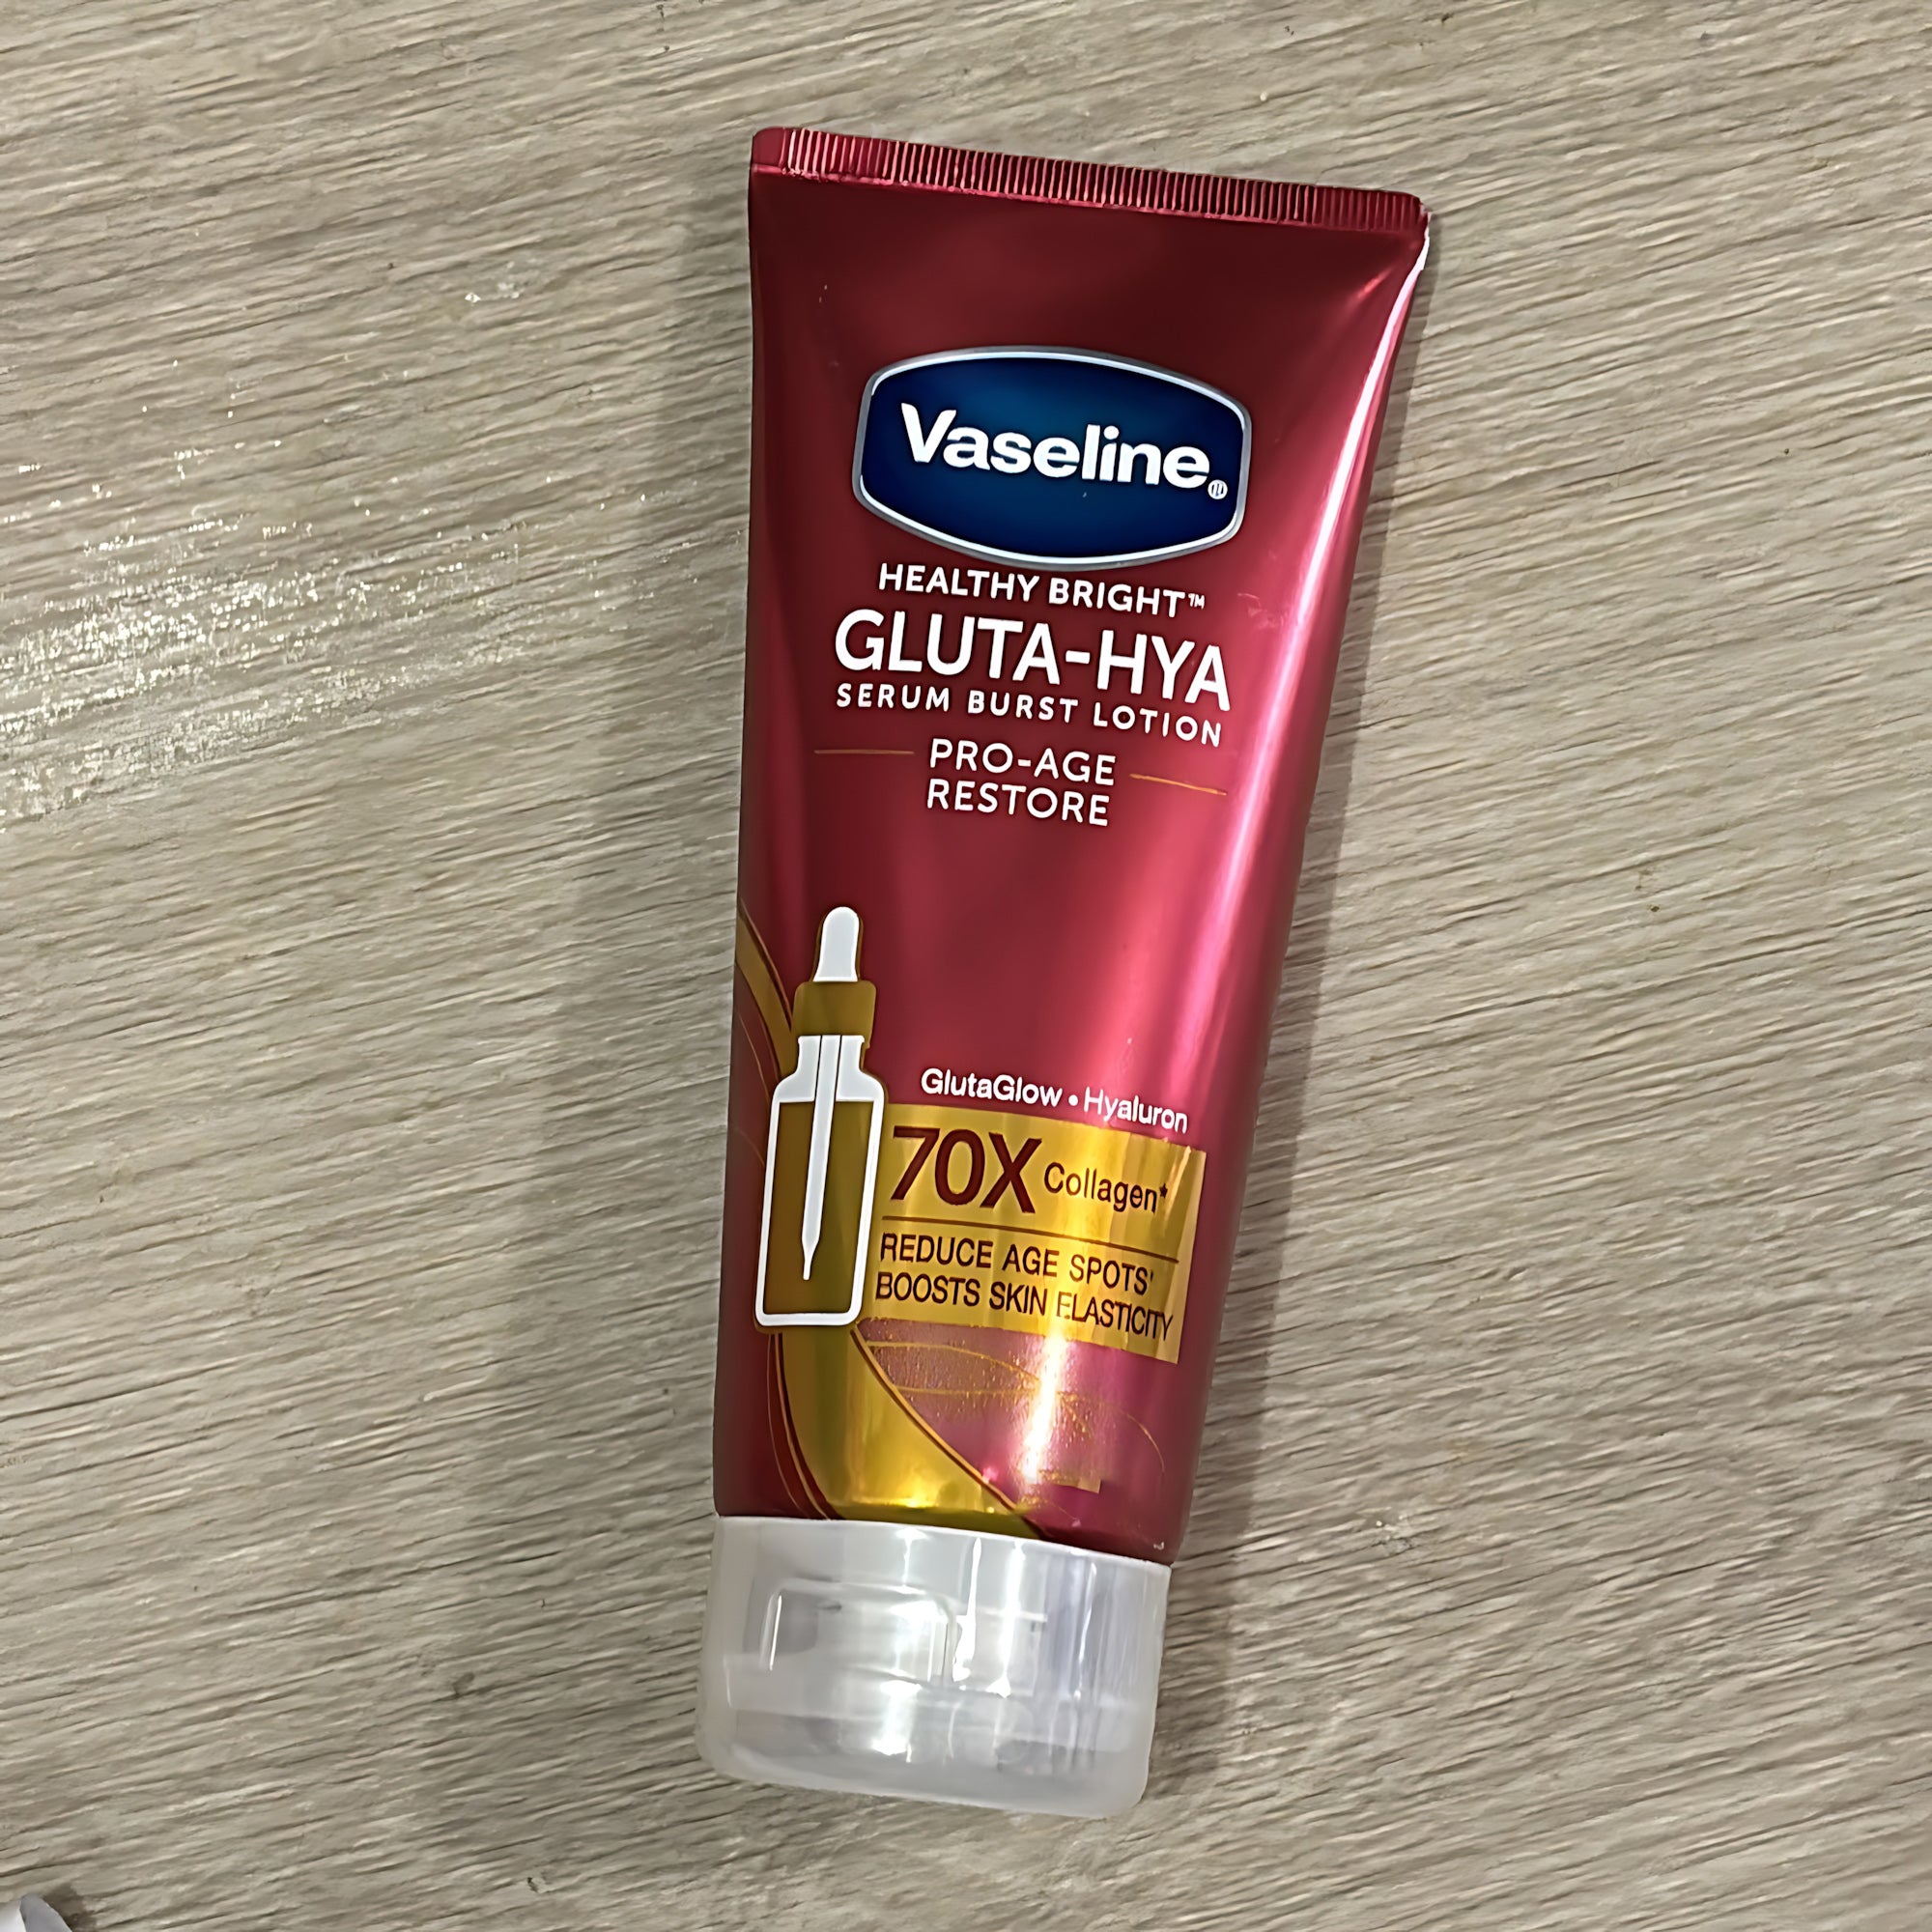 Vaseline®
HEALTHY BRIGHT™
GLUTA-HYA
SERUM BURST LOTION
PRO-AGE
RESTORE
GlutaGlow • Hyaluron
70X Collagen*
REDUCE AGE SPOTS'
BOOSTS SKIN ELASTICITY